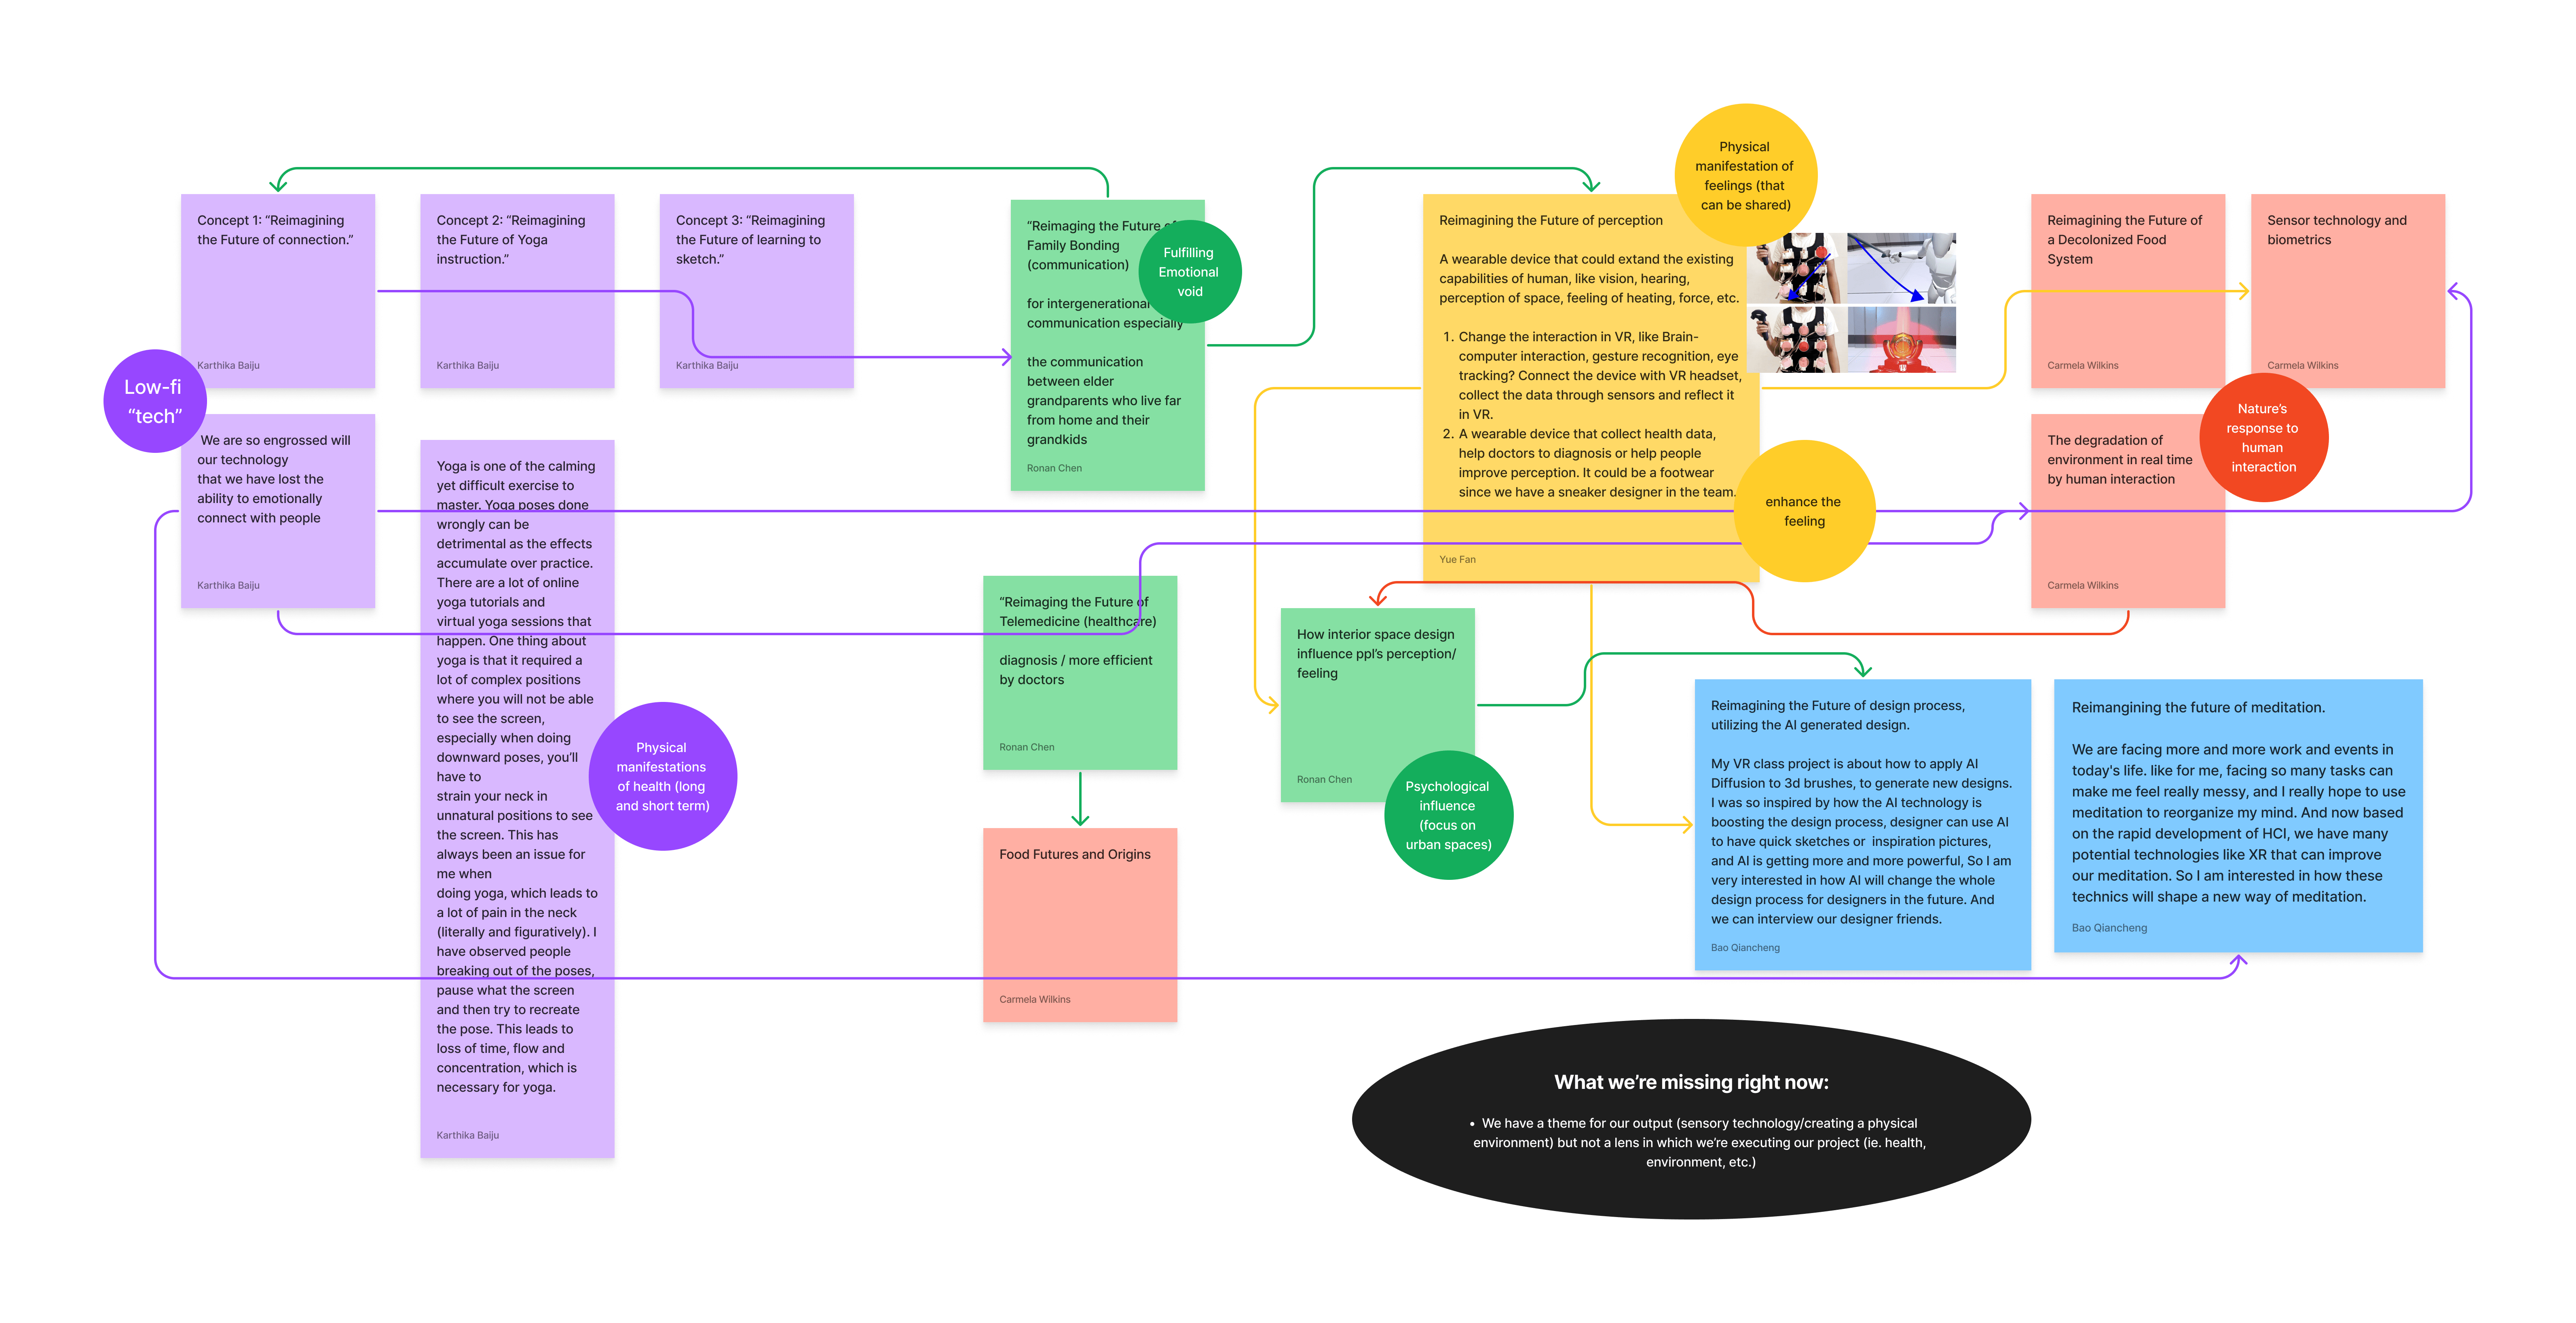 Concept 1: “Reimagining
the Future of connection.”
Karthika Baiju
Concept 2: “Reimagining
the Future of Yoga
instruction.”
Karthika Baiju
Concept 3: “Reimagining
the Future of learning to
sketch.”
Karthika Baiju
Low-fi
“tech”
We are so engrossed will
our technology
that we have lost the
ability to emotionally
connect with people
Karthika Baiju
Yoga is one of the calming
yet difficult exercise to
master. Yoga poses done
wrongly can be
detrimental as the effects
accumulate over practice.
There are a lot of online
yoga tutorials and
virtual yoga sessions that
happen. One thing about
yoga is that it required a
lot of complex positions
where you will not be able
to see the screen,
especially when doing
downward poses, you’ll
have to
strain your neck in
unnatural positions to see
the screen. This has
always been an issue for
me when
doing yoga, which leads to
a lot of pain in the neck
(literally and figuratively). I
have observed people
breaking out of the poses,
pause what the screen
and then try to recreate
the pose. This leads to
loss of time, flow and
concentration, which is
necessary for yoga.
Karthika Baiju
Physical
manifestations
of health (long
and short term)
“Reimaging the Future of
Family Bonding
(communication)
for intergenerational
communication especially
the communication
between elder
grandparents who live far
from home and their
grandkids
Ronan Chen
Fulfilling
Emotional
void
“Reimaging the Future of
Telemedicine (healthcare)
diagnosis / more efficient
by doctors
Ronan Chen
Food Futures and Origins
Carmela Wilkins
Physical
manifestation of
feelings (that
can be shared)
Reimagining the Future of perception
A wearable device that could extand the existing
capabilities of human, like vision, hearing,
perception of space, feeling of heating, force, etc.
1. Change the interaction in VR, like Brain-
computer interaction, gesture recognition, eye
tracking? Connect the device with VR headset,
collect the data through sensors and reflect it
in VR.
2. A wearable device that collect health data,
help doctors to diagnosis or help people
improve perception. It could be a footwear
since we have a sneaker designer in the team.
Yue Fan
enhance the
feeling
How interior space design
influence ppl’s perception/
feeling
Ronan Chen
Psychological
influence
(focus on
urban spaces)
Reimagining the Future of
a Decolonized Food
System
Carmela Wilkins
Sensor technology and
biometrics
Carmela Wilkins
The degradation of
environment in real time
by human interaction
Carmela Wilkins
Nature’s
response to
human
interaction
Reimagining the Future of design process,
utilizing the AI generated design.
My VR class project is about how to apply AI
Diffusion to 3d brushes, to generate new designs.
I was so inspired by how the AI technology is
boosting the design process, designer can use AI
to have quick sketches or inspiration pictures,
and AI is getting more and more powerful, So I am
very interested in how AI will change the whole
design process for designers in the future. And
we can interview our designer friends.
Bao Qiancheng
Reimangining the future of meditation.
We are facing more and more work and events in
today's life. like for me, facing so many tasks can
make me feel really messy, and I really hope to use
meditation to reorganize my mind. And now based
on the rapid development of HCI, we have many
potential technologies like XR that can improve
our meditation. So I am interested in how these
technics will shape a new way of meditation.
Bao Qiancheng
What we’re missing right now:
• We have a theme for our output (sensory technology/creating a physical
environment) but not a lens in which we’re executing our project (ie. health,
environment, etc.)